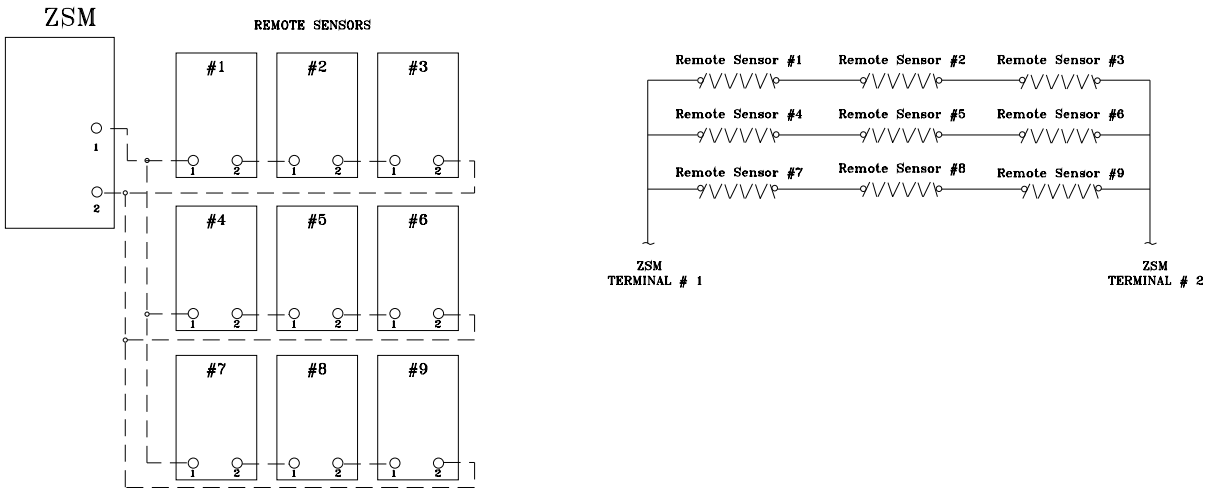 ZSM
REMOTE SENSORS
#1 #2 #3
1
2
1 2 1 2 1 2
#4 #5 #6
1 2 1 2 1 2
#7 #8 #9
1 2 1 2 1 2
Remote Sensor #1 Remote Sensor #2 Remote Sensor #3
Remote Sensor #4 Remote Sensor #5 Remote Sensor #6
Remote Sensor #7 Remote Sensor #8 Remote Sensor #9
ZSM
TERMINAL # 1
ZSM
TERMINAL # 2